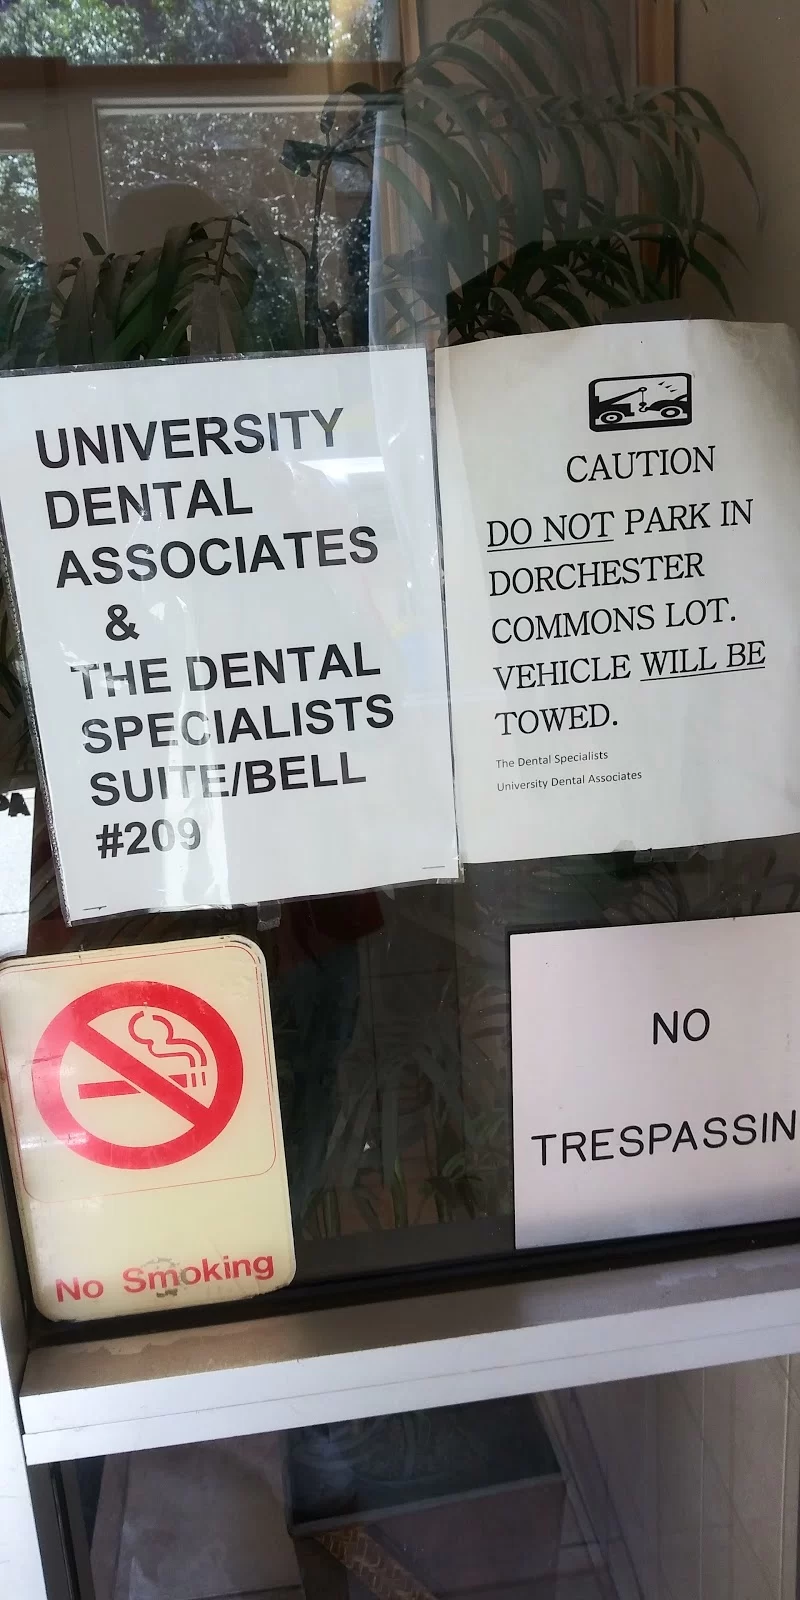 UNIVERSITY
DENTAL
ASSOCIATES
&
THE DENTAL
SPECIALISTS
SUITE/BELL
#209
CAUTION
DO NOT PARK IN
DORCHESTER
COMMONS LOT.
VEHICLE WILL BE
TOWED.
The Dental Specialists
University Dental Associates
PA
No Smoking
NO
TRESPASSIN